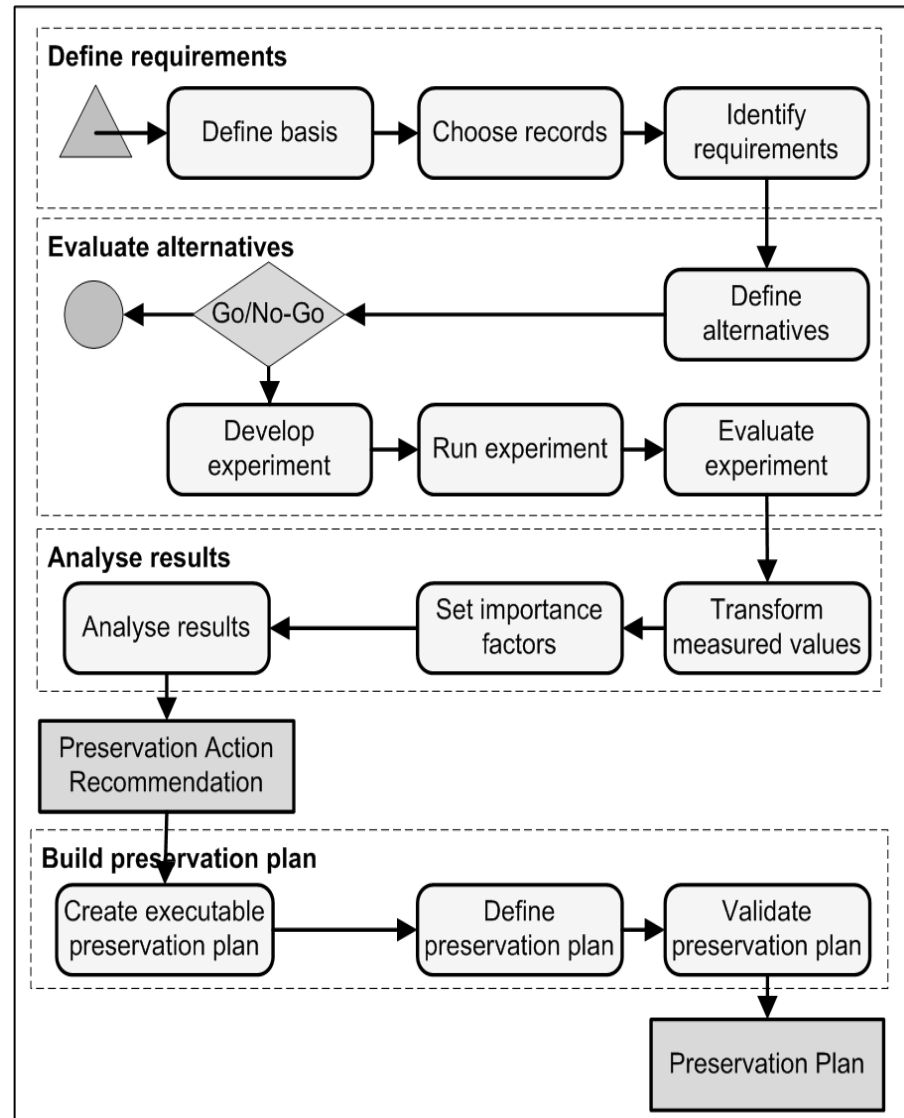 Define requirements
Define basis
Choose records
Identify
requirements
Evaluate alternatives
Go/No-Go
Define
alternatives
Develop
experiment
Run experiment
Evaluate
experiment
Analyse results
Analyse results
Set importance
factors
Transform
measured values
Preservation Action
Recommendation
Build preservation plan
Create executable
preservation plan
Define
preservation plan
Validate
preservation plan
Preservation Plan